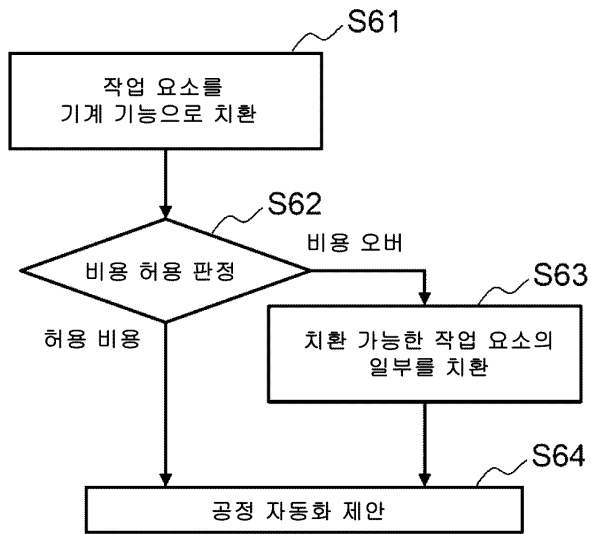 S61
작업 요소를
기계 기능으로 치환
S62
비용 허용 판정
비용 오버
허용 비용
S63
치환 가능한 작업 요소의
일부를 치환
S64
공정 자동화 제안